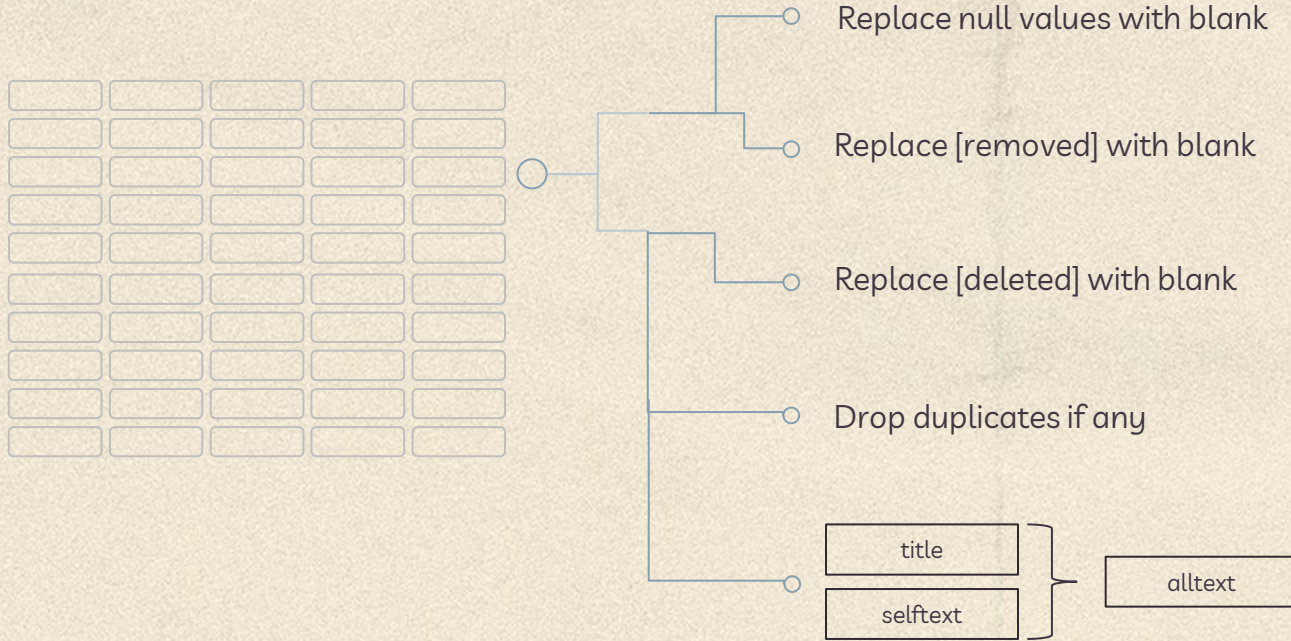 Replace null values with blank
Replace [removed] with blank
Replace [deleted] with blank
Drop duplicates if any
title
selftext
alltext